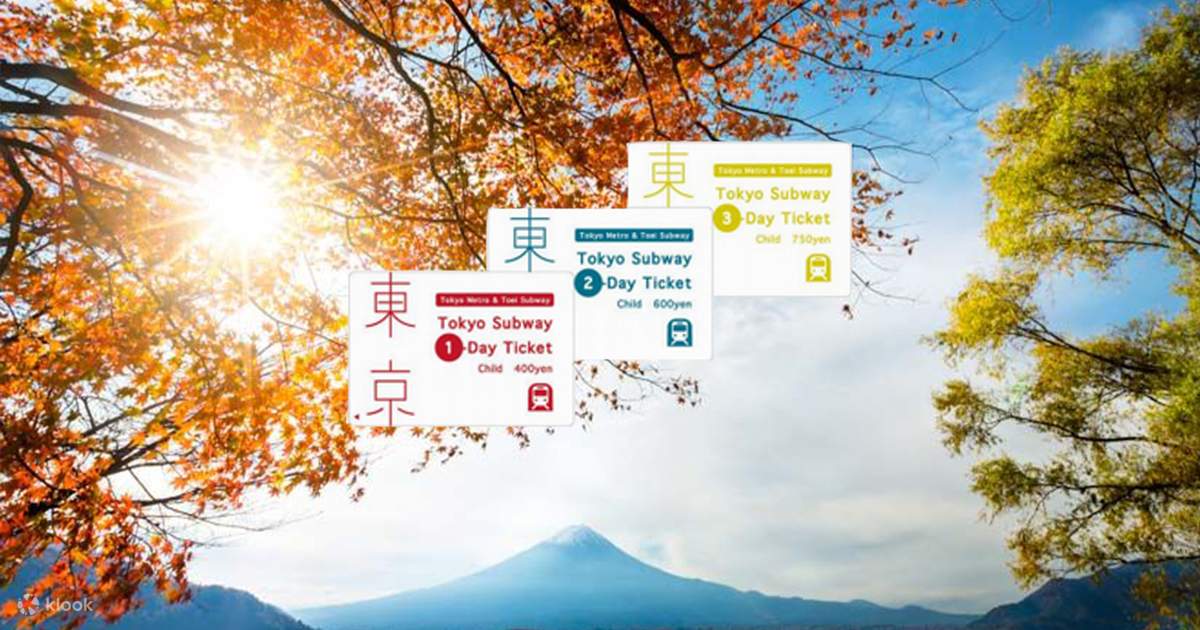 東
京
Tokyo Metro & Toei Subway
Tokyo Subway
1-Day Ticket
Child 400yen
東
Tokyo Metro & Toei Subway
Tokyo Subway
2-Day Ticket
Child 600yen
東
Tokyo Metro & Toei Subway
Tokyo Subway
3-Day Ticket
Child 750yen
klook